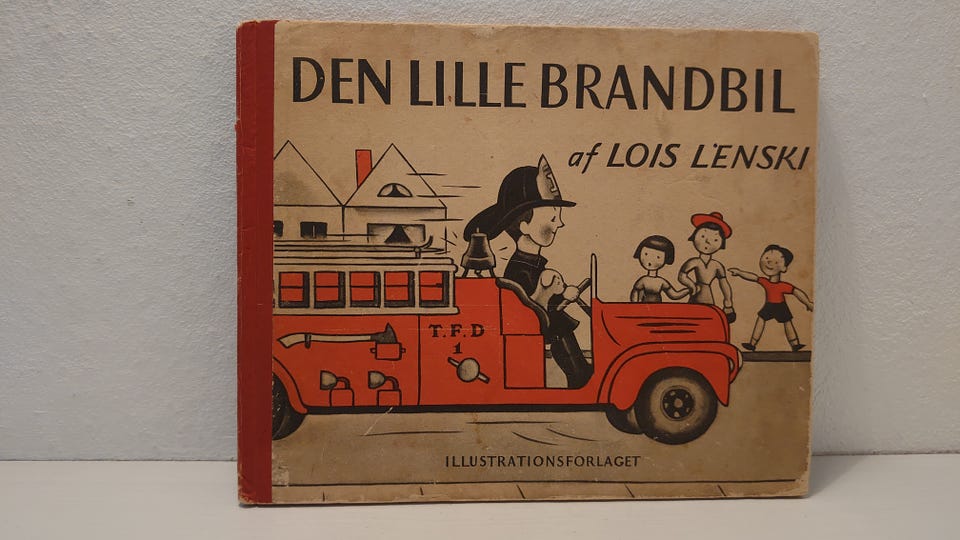 DEN LILLE BRANDBIL
af LOIS LENSKI
T.F.D
1
ILLUSTRATIONSFORLAGET